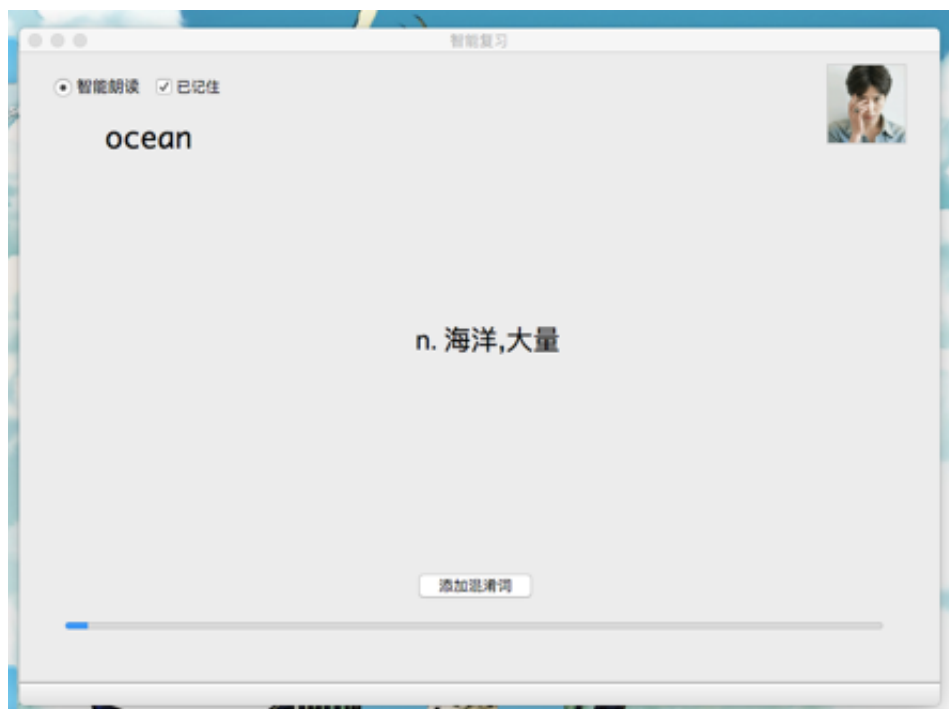 智能复习
智能朗读 已记住
ocean
n. 海洋,大量
添加混淆词